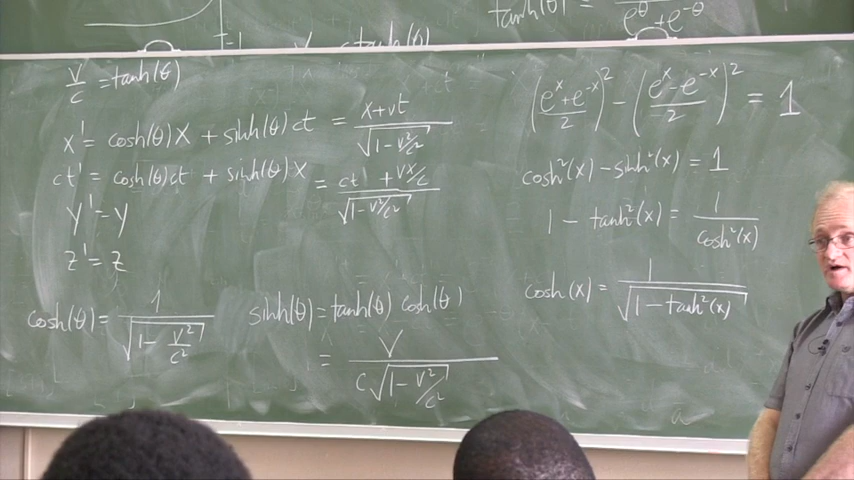 tanh(θ) = / e^θ + e^-θ
-1
v/c = tanh(θ)
x' = cosh(θ)x + sinh(θ)ct = (x+vt)/√(1-v²/c²)
ct' = cosh(θ)ct + sinh(θ)x = (ct' + vx/c)/√(1-v²/c²)
y' = y
z' = z
cosh(θ) = 1/√(1 - v²/c²)
sinh(θ) = tanh(θ) cosh(θ)
= v/(c√(1-v²/c²))
((e^x+e^-x)/2)² - ((e^x-e^-x)/2)² = 1
cosh²(x) - sinh²(x) = 1
1 - tanh²(x) = 1/cosh²(x)
cosh(x) = 1/√(1-tanh²(x))